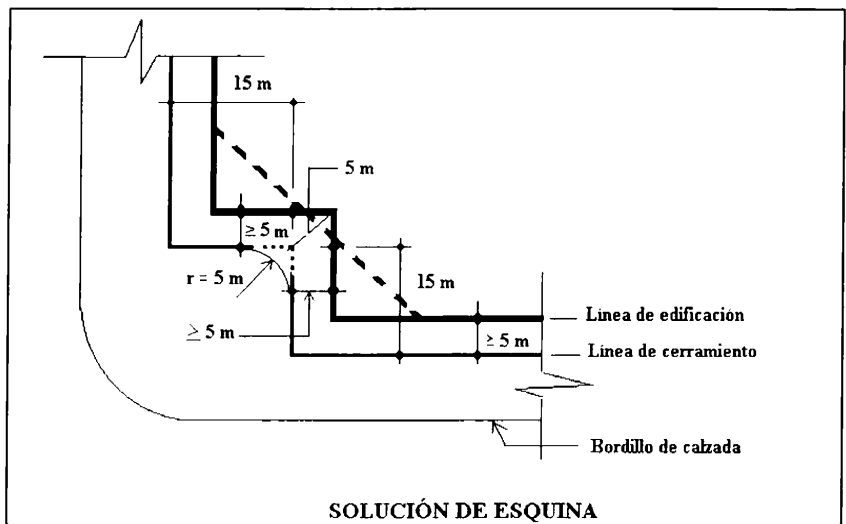 15 m
5 m
≥ 5 m
r = 5 m
15 m
≥ 5 m
Línea de edificación
≥ 5 m
Línea de cerramiento
Bordillo de calzada
SOLUCIÓN DE ESQUINA